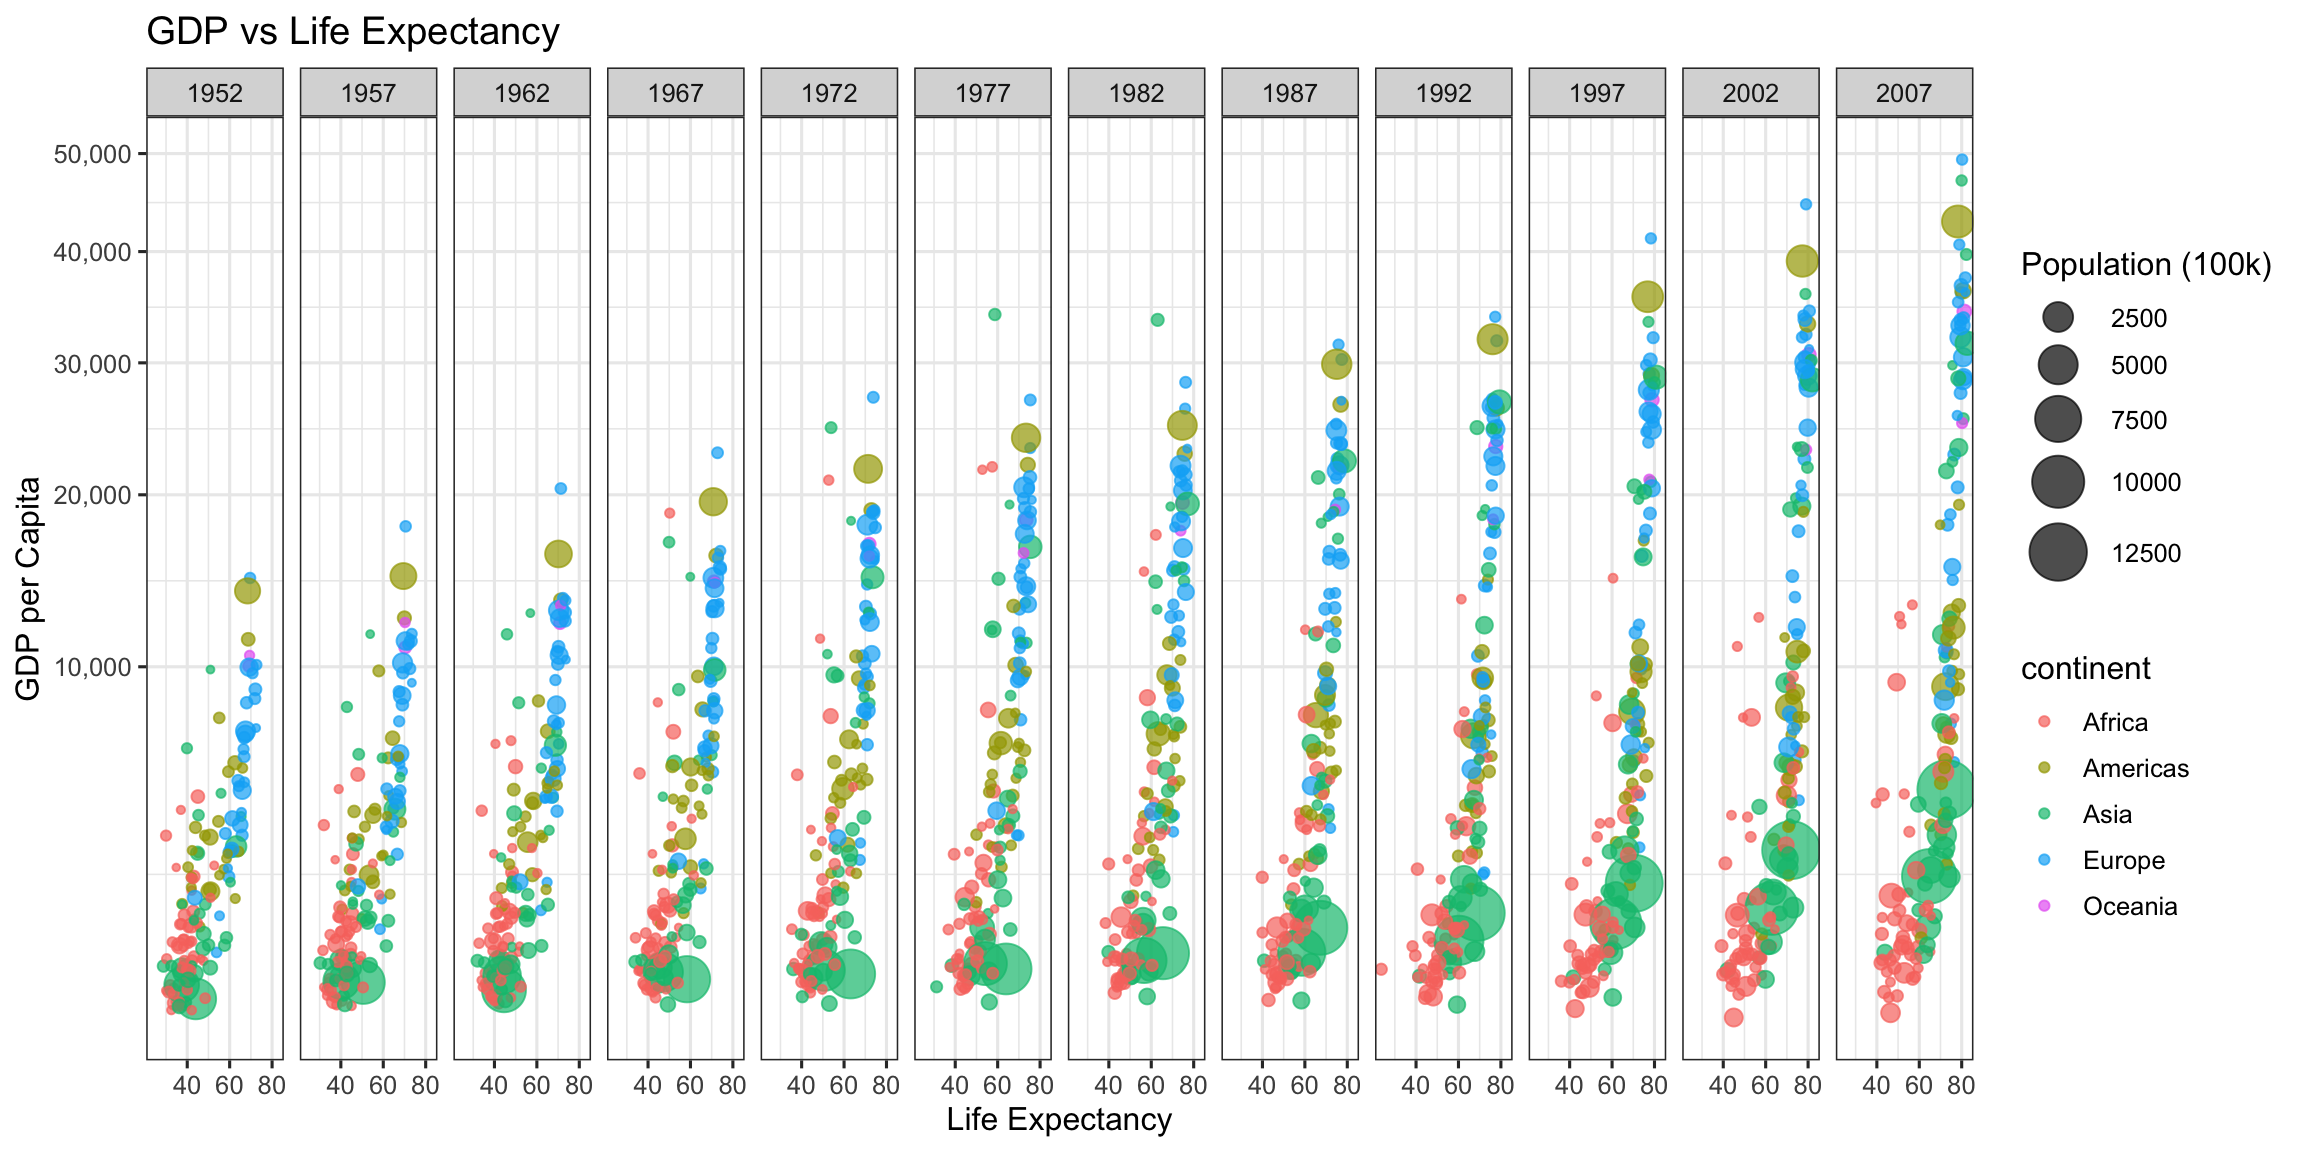 GDP vs Life Expectancy
1952 1957 1962 1967 1972 1977 1982 1987 1992 1997 2002 2007
GDP per Capita
50,000
40,000
30,000
20,000
10,000
40 60 80 40 60 80 40 60 80 40 60 80 40 60 80 40 60 80 40 60 80 40 60 80 40 60 80 40 60 80 40 60 80 40 60 80
Life Expectancy
Population (100k)
2500
5000
7500
10000
12500
continent
Africa
Americas
Asia
Europe
Oceania